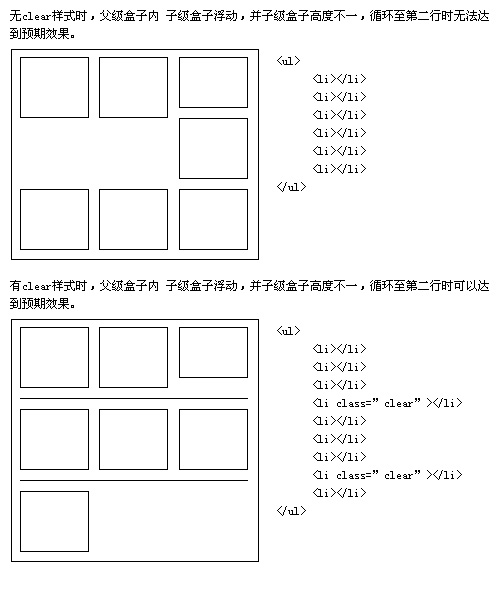 无clear样式时，父级盒子内 子级盒子浮动，并子级盒子高度不一，循环至第二行时无法达
到预期效果。
<ul>
<li></li>
<li></li>
<li></li>
<li></li>
<li></li>
<li></li>
</ul>
有clear样式时，父级盒子内 子级盒子浮动，并子级盒子高度不一，循环至第二行时可以达
到预期效果。
<ul>
<li></li>
<li></li>
<li></li>
<li class=”clear”></li>
<li></li>
<li></li>
<li></li>
<li class=”clear”></li>
<li></li>
</ul>